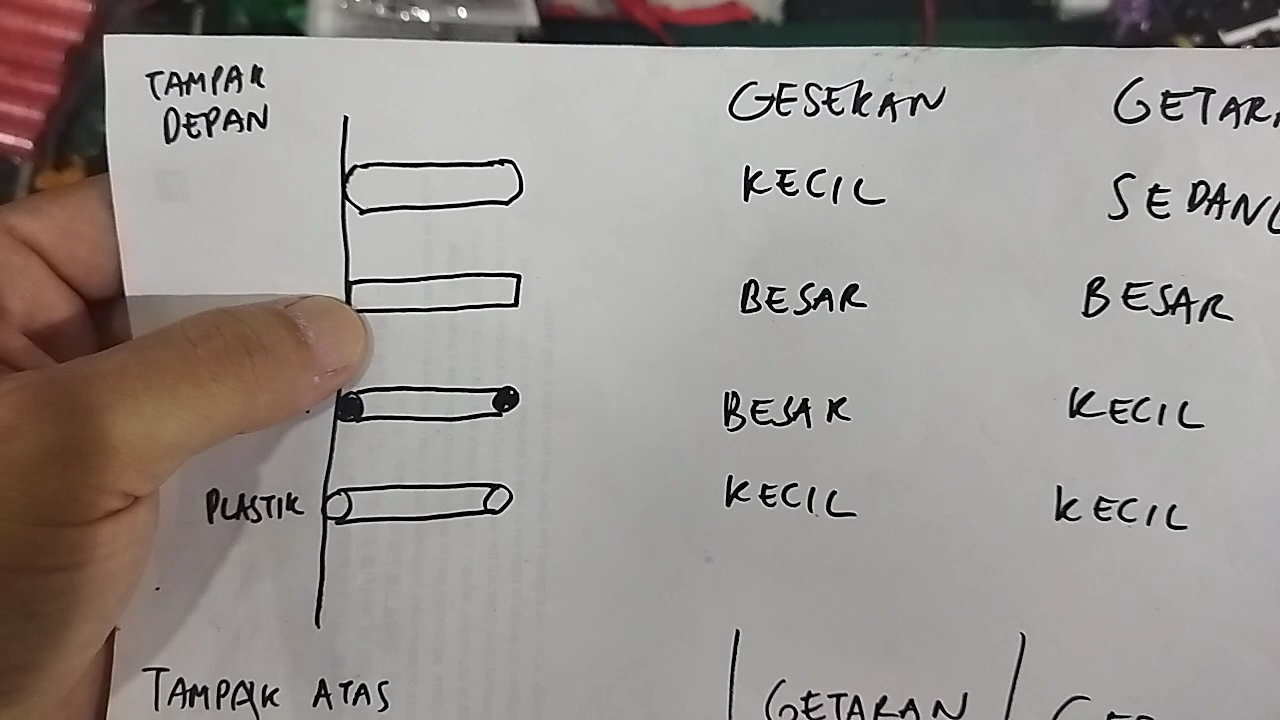 TAMPAK
DEPAN
GESEKAN
KECIL
SEDANG
BESAR
BESAR
BESAR
KECIL
PLASTIK
KECIL
KECIL
TAMPAK ATAS
GETARAN